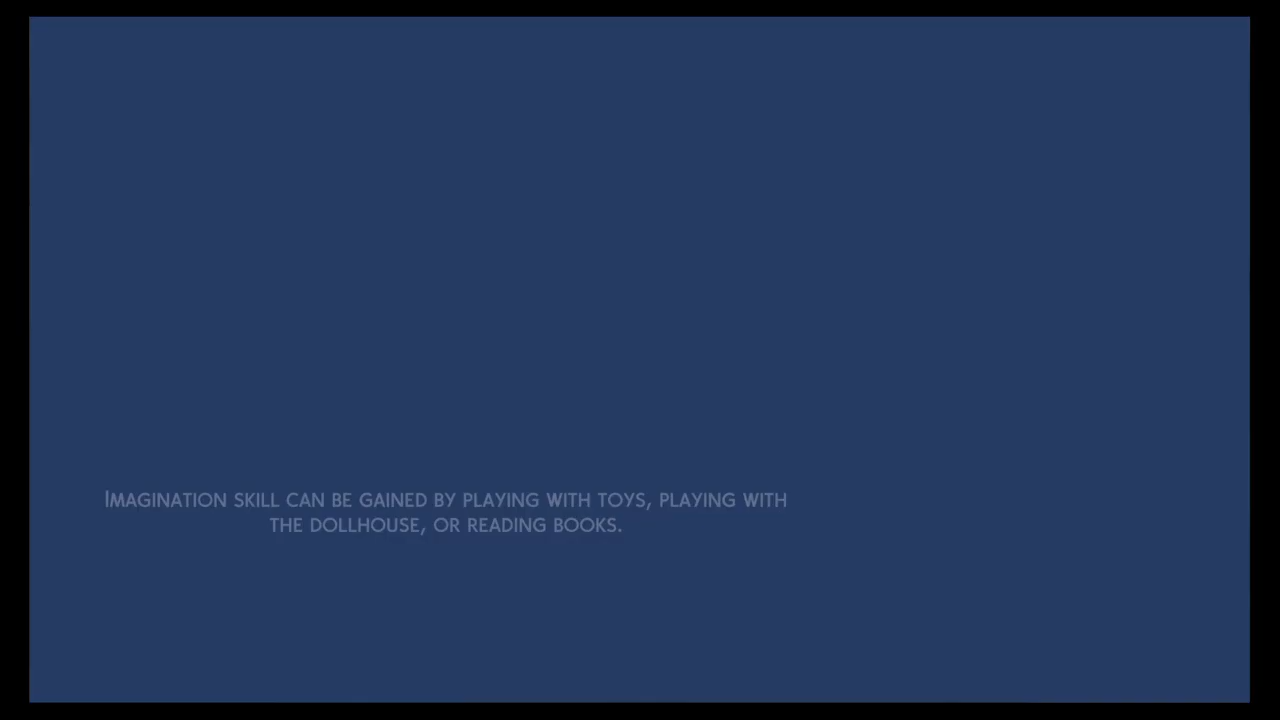 Imagination skill can be gained by playing with toys, playing with
the dollhouse, or reading books.